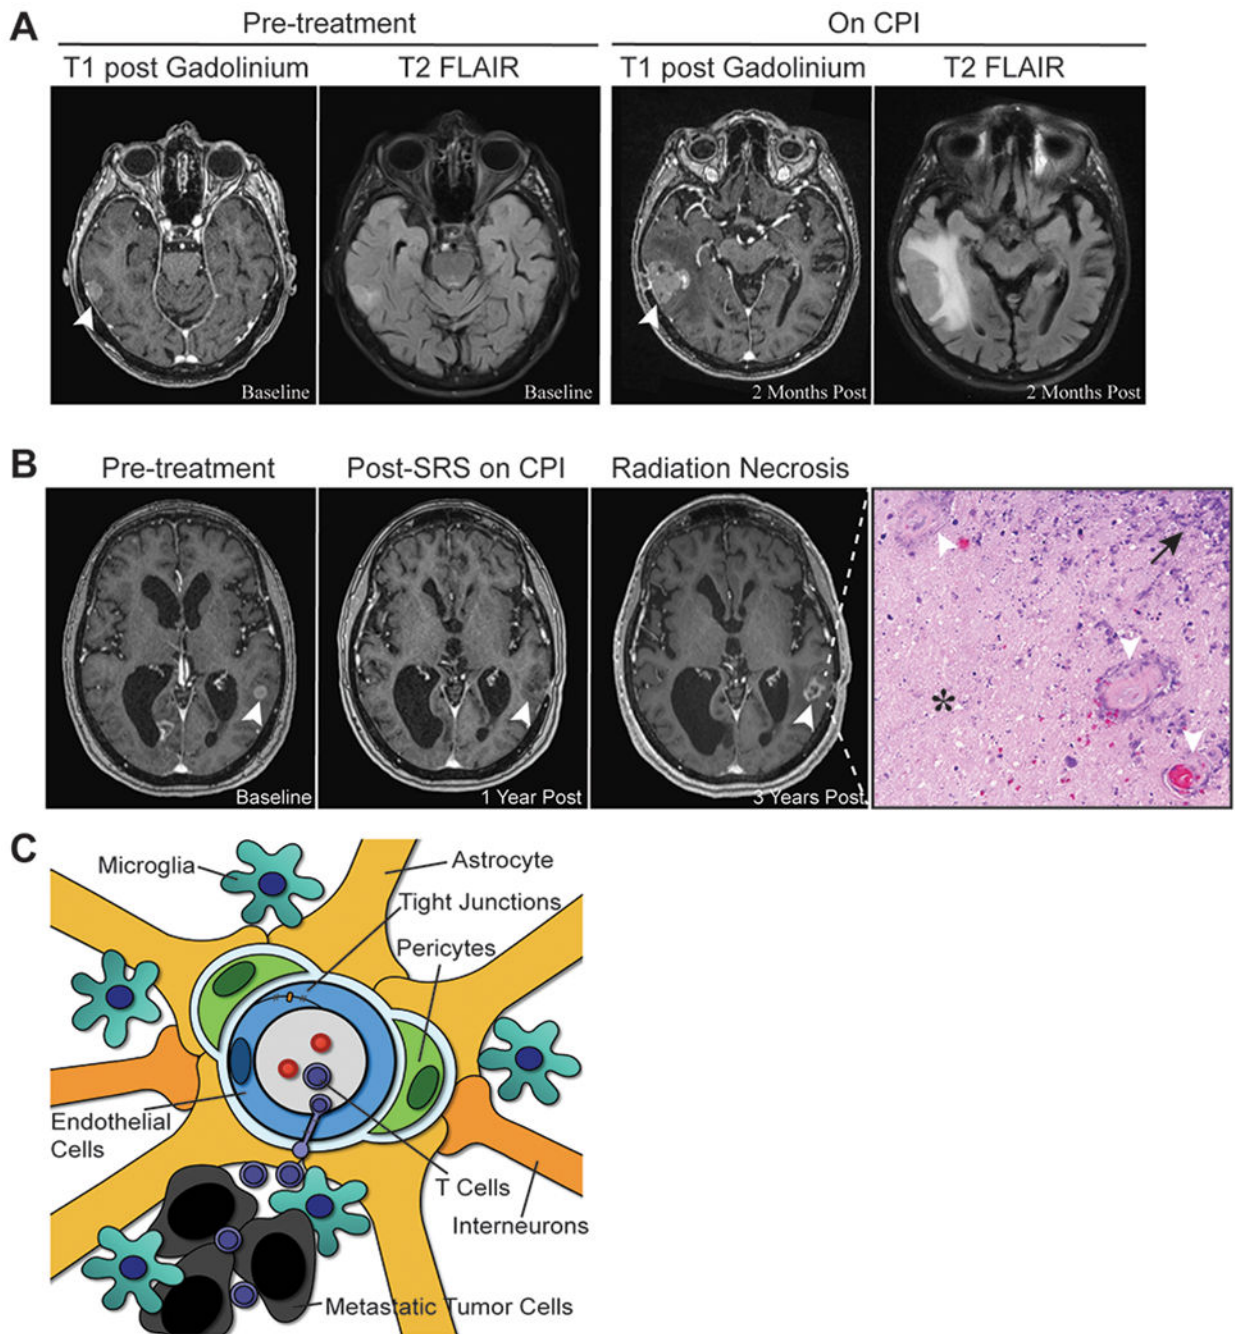 A
Pre-treatment
On CPI
T1 post Gadolinium
T2 FLAIR
T1 post Gadolinium
T2 FLAIR
Baseline
Baseline
2 Months Post
2 Months Post
B
Pre-treatment
Post-SRS on CPI
Radiation Necrosis
Baseline
1 Year Post
3 Years Post
*
C
Microglia
Astrocyte
Tight Junctions
Pericytes
Endothelial
Cells
T Cells
Interneurons
Metastatic Tumor Cells